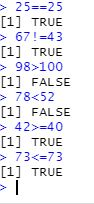 > 25==25
[1] TRUE
> 67!=43
[1] TRUE
> 98>100
[1] FALSE
> 78<52
[1] FALSE
> 42>=40
[1] TRUE
> 73<=73
[1] TRUE
>